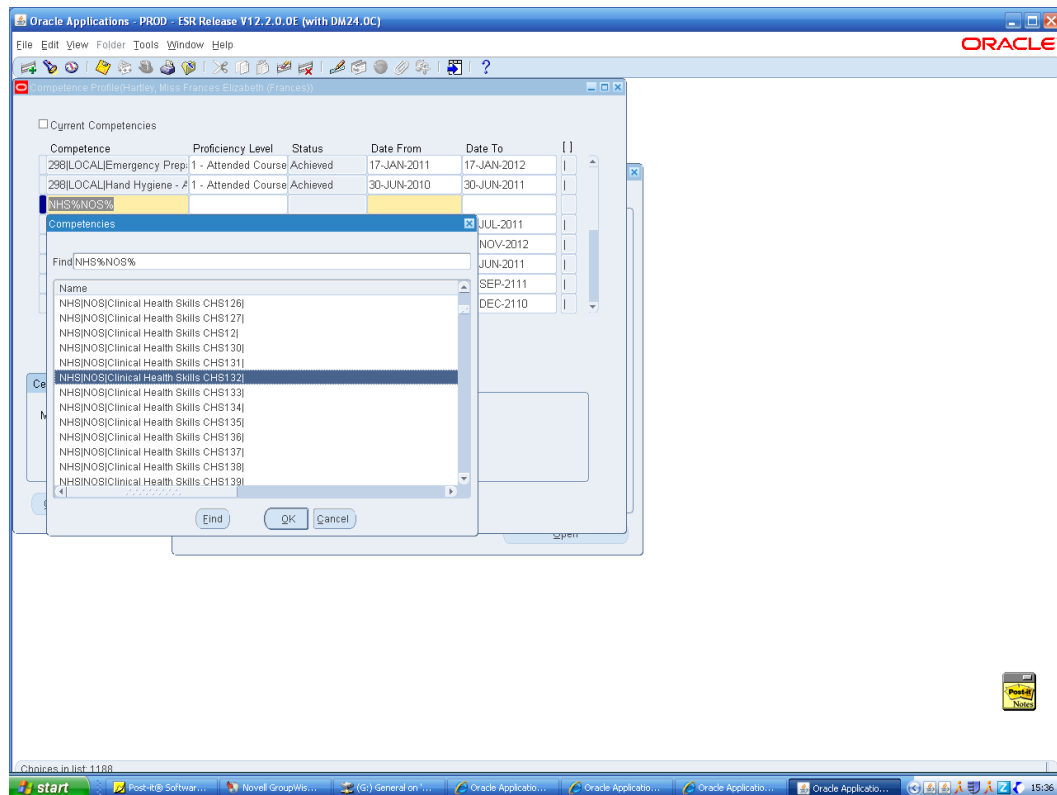 Oracle Applications - PROD - ESR Release V12.2.0.0E (with DM24.0C)
File Edit View Folder Tools Window Help
ORACLE
Competence Profile(Hartley, Miss Frances Elizabeth (Frances))
Current Competencies
Competence Proficiency Level Status Date From Date To [ ]
298|LOCAL|Emergency Prep: 1 - Attended Course Achieved 17-JAN-2011 17-JAN-2012
298|LOCAL|Hand Hygiene - A 1 - Attended Course Achieved 30-JUN-2010 30-JUN-2011
NHS%NOS%
Competencies
JUL-2011
NOV-2012
Find NHS%NOS%
JUN-2011
SEP-2111
Name
DEC-2110
NHS|NOS|Clinical Health Skills CHS126|
NHS|NOS|Clinical Health Skills CHS127|
NHS|NOS|Clinical Health Skills CHS12|
NHS|NOS|Clinical Health Skills CHS130|
NHS|NOS|Clinical Health Skills CHS131|
NHS|NOS|Clinical Health Skills CHS132|
Ce
NHS|NOS|Clinical Health Skills CHS133|
NHS|NOS|Clinical Health Skills CHS134|
NHS|NOS|Clinical Health Skills CHS135|
NHS|NOS|Clinical Health Skills CHS136|
NHS|NOS|Clinical Health Skills CHS137|
NHS|NOS|Clinical Health Skills CHS138|
NHS|NOS|Clinical Health Skills CHS139|
Find OK Cancel
Open
Post-it
Notes
Choices in list: 1188
start Post-it® Softwar... Novell GroupWis... (G:) General on '... Oracle Applicatio... Oracle Applicatio... Oracle Applicatio... Oracle Applicatio... 15:36